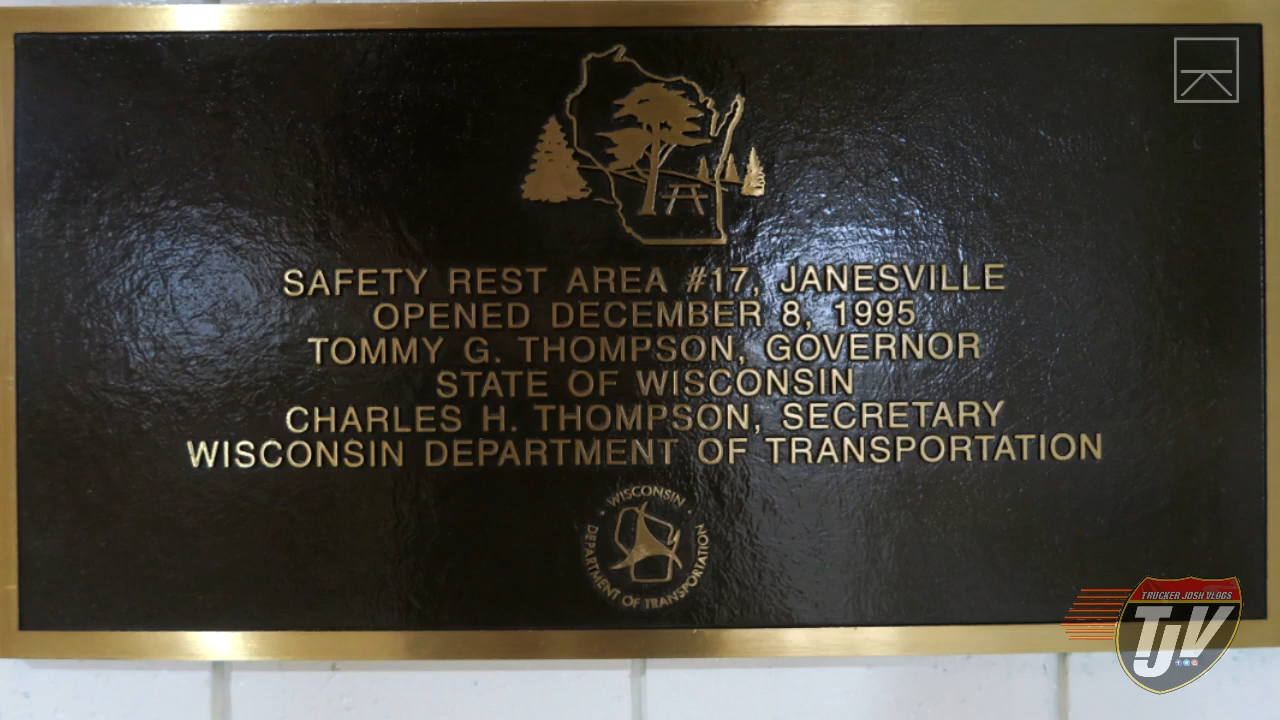 SAFETY REST AREA #17, JANESVILLE
OPENED DECEMBER 8, 1995
TOMMY G. THOMPSON, GOVERNOR
STATE OF WISCONSIN
CHARLES H. THOMPSON, SECRETARY
WISCONSIN DEPARTMENT OF TRANSPORTATION
WISCONSIN
DEPARTMENT OF TRANSPORTATION
TRUCKER JOSH VLOGS
TJV